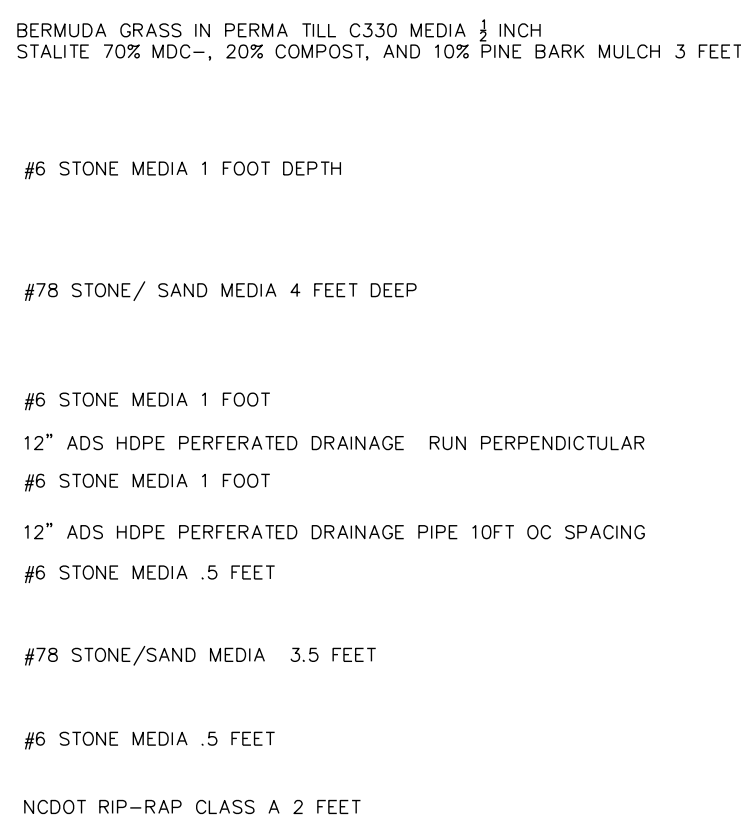 BERMUDA GRASS IN PERMA TILL C330 MEDIA ½ INCH
STALITE 70% MDC-, 20% COMPOST, AND 10% PINE BARK MULCH 3 FEET
#6 STONE MEDIA 1 FOOT DEPTH
#78 STONE/ SAND MEDIA 4 FEET DEEP
#6 STONE MEDIA 1 FOOT
12" ADS HDPE PERFERATED DRAINAGE RUN PERPENDICTULAR
#6 STONE MEDIA 1 FOOT
12" ADS HDPE PERFERATED DRAINAGE PIPE 10FT OC SPACING
#6 STONE MEDIA .5 FEET
#78 STONE/SAND MEDIA 3.5 FEET
#6 STONE MEDIA .5 FEET
NCDOT RIP-RAP CLASS A 2 FEET